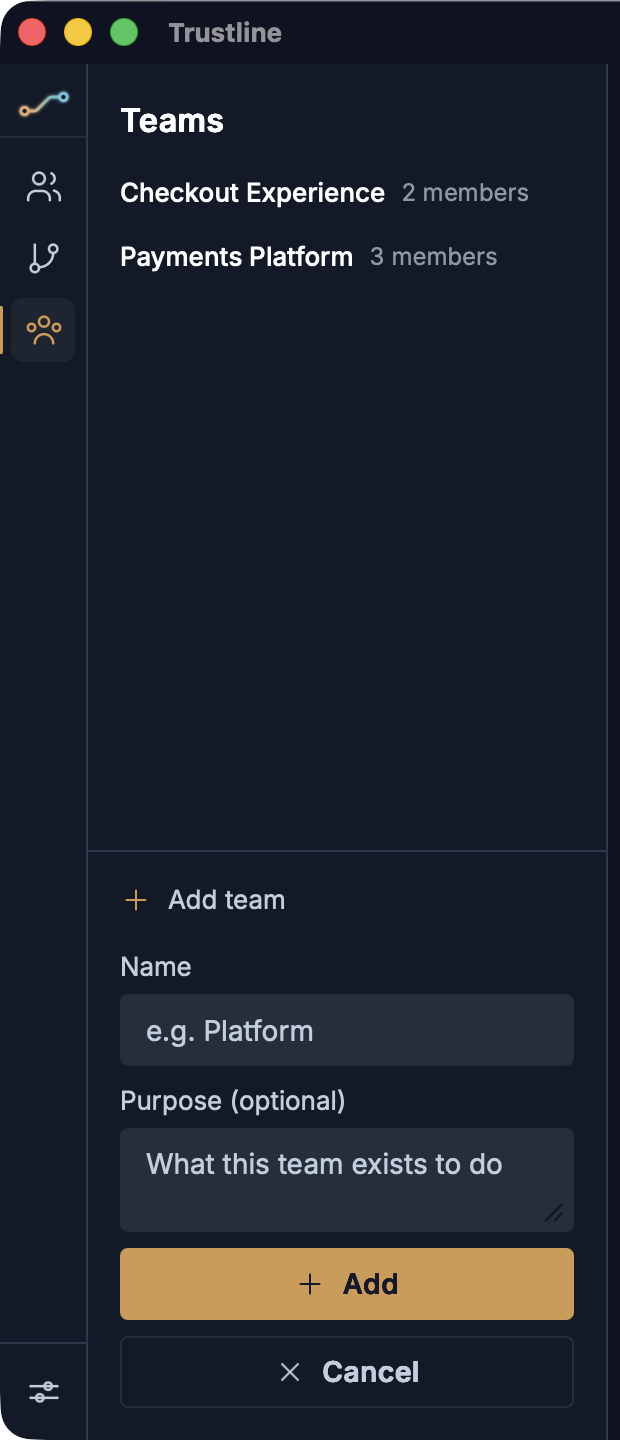 Trustline
Teams
Checkout Experience 2 members
Payments Platform 3 members
Add team
Name
e.g. Platform
Purpose (optional)
What this team exists to do
Add
Cancel